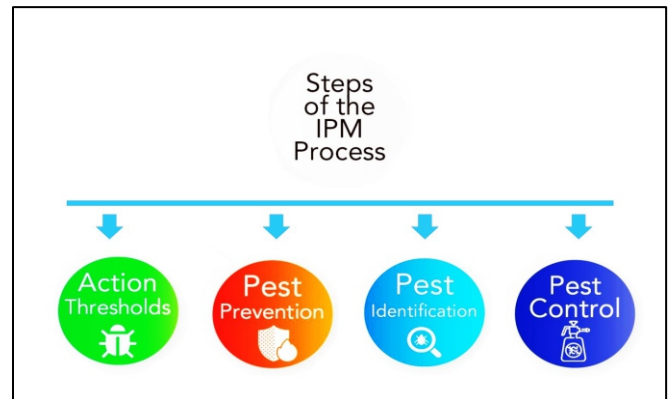 Steps
of the
IPM
Process
Action
Thresholds
Pest
Prevention
Pest
Identification
Pest
Control